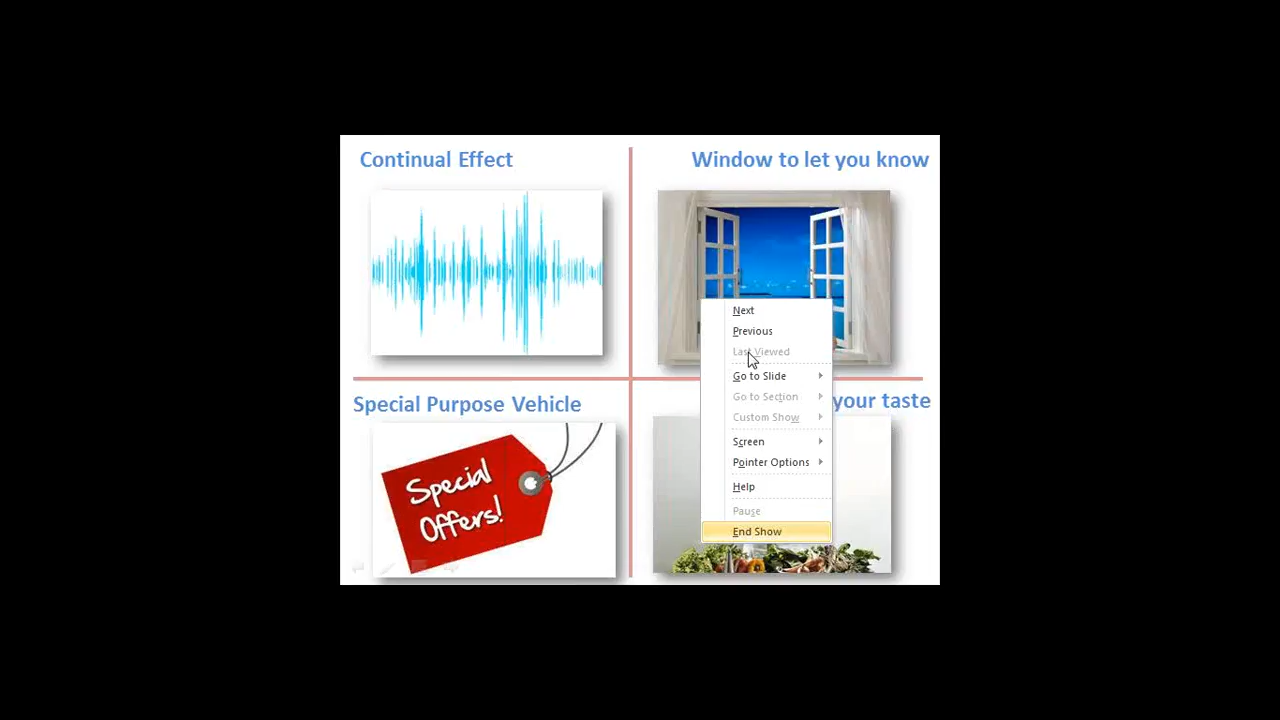 Continual Effect
Window to let you know
Next
Previous
Last Viewed
Go to Slide
Go to Section
Custom Show
Screen
Pointer Options
Help
Pause
End Show
Special Purpose Vehicle
your taste
Special
Offers!